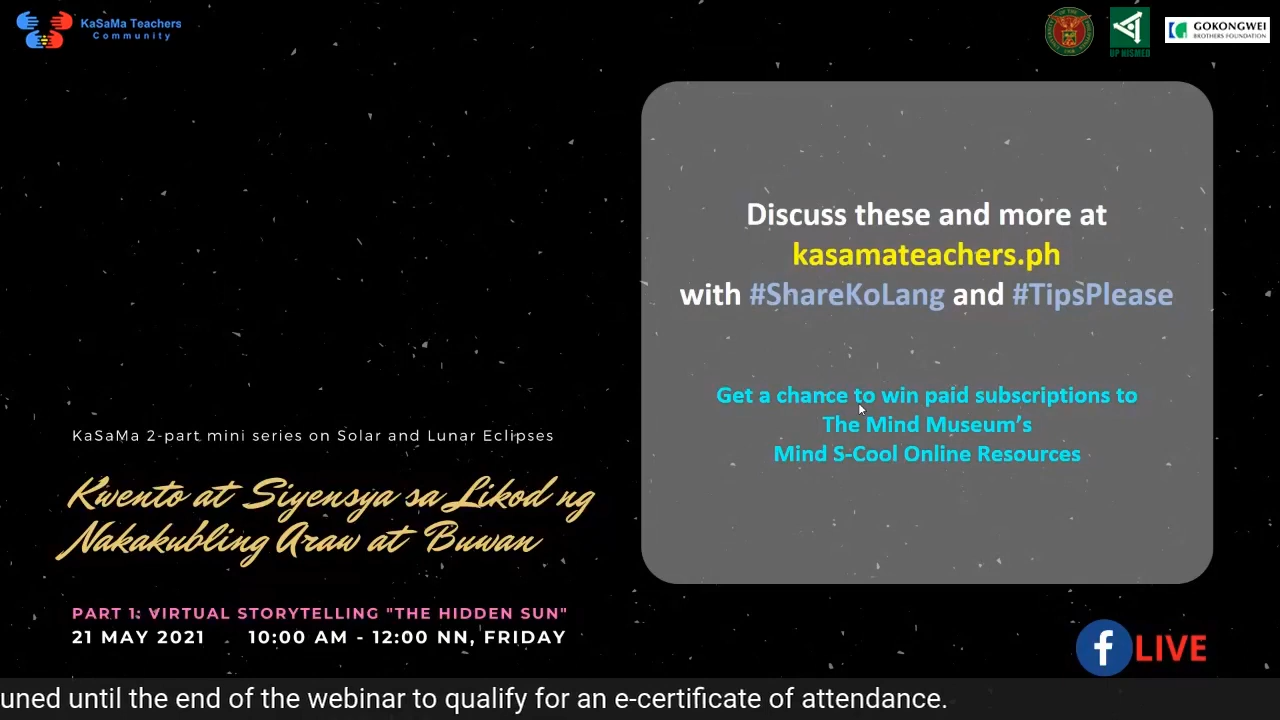 KaSaMa Teachers
Community
UP NISMED
GOKONGWEI
BROTHERS FOUNDATION
Discuss these and more at
kasamateachers.ph
with #ShareKoLang and #TipsPlease
Get a chance to win paid subscriptions to
The Mind Museum’s
Mind S-Cool Online Resources
KaSaMa 2-part mini series on Solar and Lunar Eclipses
Kwento at Siyensya sa Likod ng
Nakakubling Araw at Buwan
PART 1: VIRTUAL STORYTELLING "THE HIDDEN SUN"
21 MAY 2021 10:00 AM - 12:00 NN, FRIDAY
f LIVE
uned until the end of the webinar to qualify for an e-certificate of attendance.